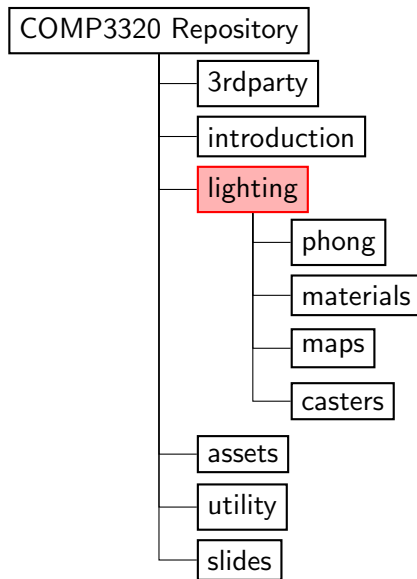 COMP3320 Repository
3rdparty
introduction
lighting
phong
materials
maps
casters
assets
utility
slides